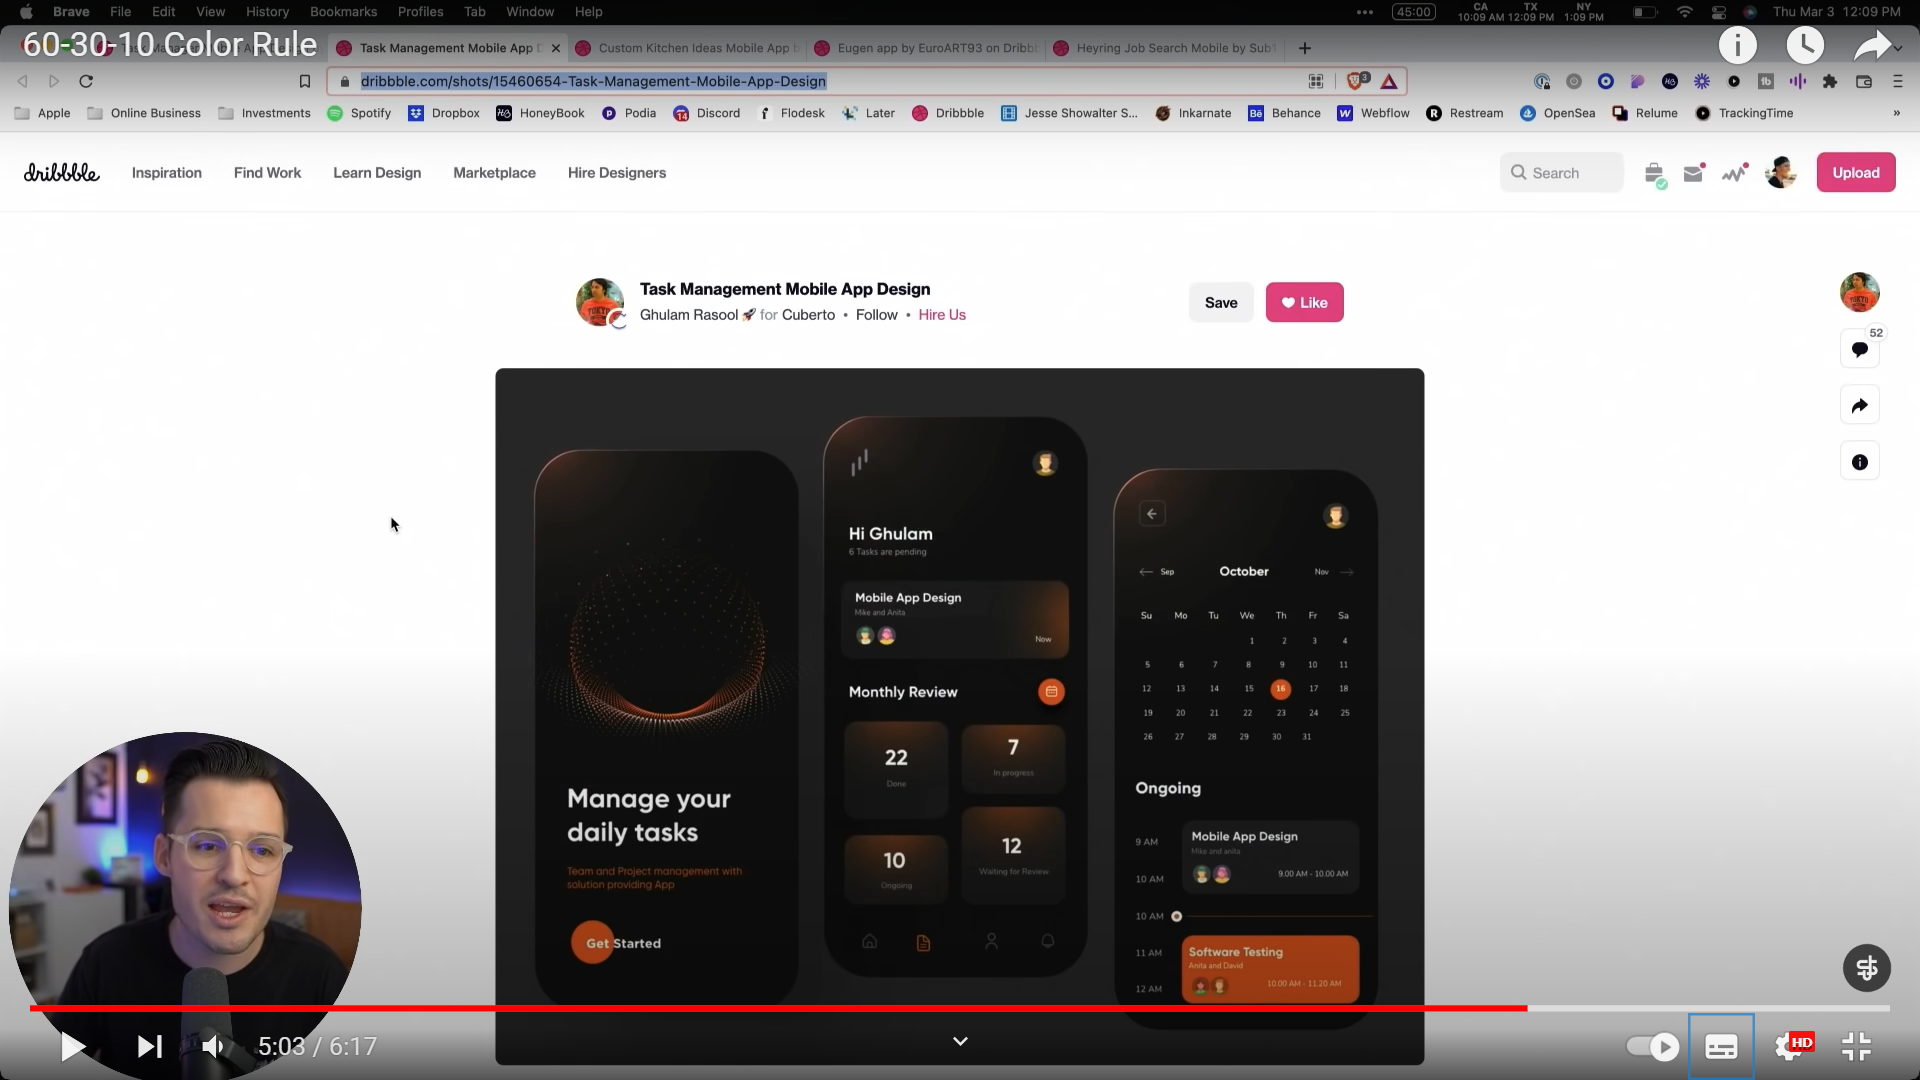 Brave File Edit View History Bookmarks Profiles Tab Window Help
45:00
CA TX NY
10:09 AM 12:09 PM 1:09 PM
Thu Mar 3 12:09 PM
60-30-10 Color Rule
Task Management Mobile App D
Custom Kitchen Ideas Mobile App b
Eugen app by EuroART93 on Dribbb
Heyring Job Search Mobile by Sub1
dribbble.com/shots/15460654-Task-Management-Mobile-App-Design
3
Apple Online Business Investments Spotify Dropbox HoneyBook Podia Discord Flodesk Later Dribbble Jesse Showalter S... Inkarnate Behance Webflow Restream OpenSea Relume TrackingTime »
dribbble Inspiration Find Work Learn Design Marketplace Hire Designers
Search
Upload
Task Management Mobile App Design
Ghulam Rasool 🚀 for Cuberto • Follow • Hire Us
Save
Like
52
Manage your
daily tasks
Team and Project management with
solution providing App
Get Started
Hi Ghulam
6 Tasks are pending
Mobile App Design
Mike and Anita
Now
Monthly Review
22
Done
7
In progress
10
Ongoing
12
Waiting for Review
Sep October Nov
Su Mo Tu We Th Fr Sa
1 2 3 4
5 6 7 8 9 10 11
12 13 14 15 16 17 18
19 20 21 22 23 24 25
26 27 28 29 30 31
Ongoing
9 AM
Mobile App Design
Mike and anita
10 AM
9.00 AM - 10.00 AM
10 AM
11 AM
Software Testing
Anita and David
12 AM
10.00 AM - 11.20 AM
5:03 / 6:17
HD